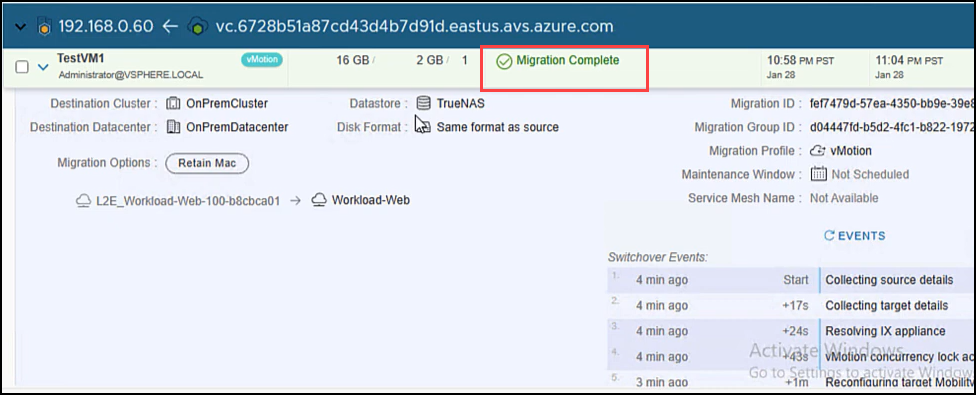 192.168.0.60 ← vc.6728b51a87cd43d4b7d91d.eastus.avs.azure.com
TestVM1 vMotion 16 GB / 2 GB / 1 Migration Complete 10:58 PM PST 11:04 PM PST
Administrator@VSPHERE.LOCAL Jan 28 Jan 28
Destination Cluster : OnPremCluster Datastore : TrueNAS Migration ID : fef7479d-57ea-4350-bb9e-39e8
Destination Datacenter : OnPremDatacenter Disk Format : Same format as source Migration Group ID : d04447fd-b5d2-4fc1-b822-1972
Migration Profile : vMotion
Migration Options : Retain Mac
Maintenance Window : Not Scheduled
L2E_Workload-Web-100-b8cbca01 → Workload-Web Service Mesh Name : Not Available
EVENTS
Switchover Events:
1. 4 min ago Start Collecting source details
2. 4 min ago +17s Collecting target details
3. 4 min ago +24s Resolving IX appliance
4. 4 min ago +43s vMotion concurrency lock ac
5. 3 min ago +1m Reconfiguring target Mobility
Activate Windows
Go to Settings to activate Window